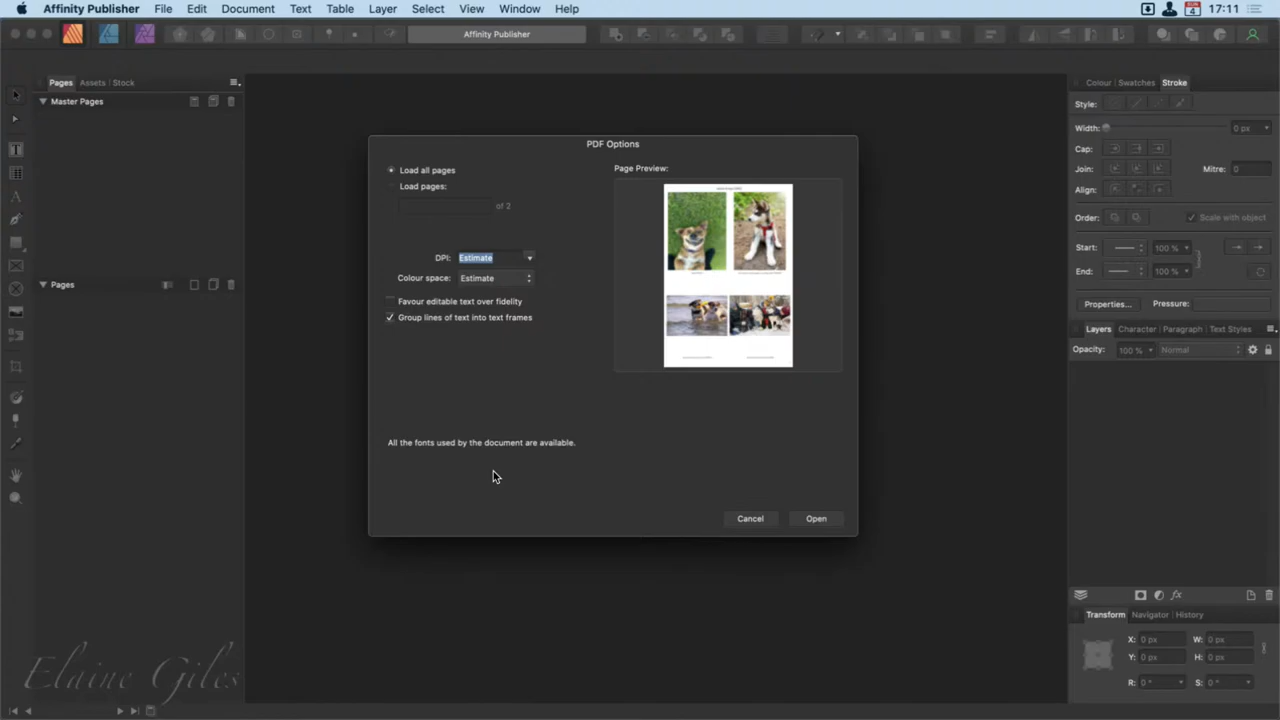 Affinity Publisher File Edit Document Text Table Layer Select View Window Help 4 17:11
Affinity Publisher
Pages Assets Stock
Master Pages
Pages
PDF Options
Load all pages
Load pages:
of 2
DPI: Estimate
Colour space: Estimate
Favour editable text over fidelity
Group lines of text into text frames
All the fonts used by the document are available.
Page Preview:
Cancel Open
Colour Swatches Stroke
Style:
Width: 0 px
Cap:
Join: Mitre: 0
Align:
Order: Scale with object
Start: 100 %
End: 100 %
Properties... Pressure:
Layers Character Paragraph Text Styles
Opacity: 100 % Normal
fx
Transform Navigator History
X: 0 px W: 0 px
Y: 0 px H: 0 px
R: 0 ° S: 0 °
Elaine Giles